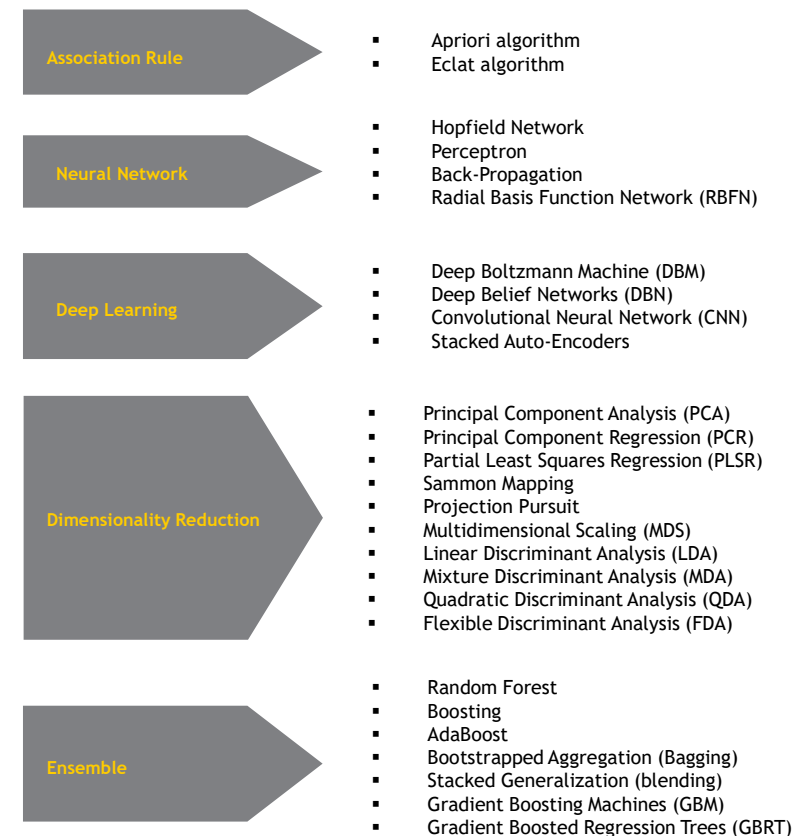 Association Rule
▪ Apriori algorithm
▪ Eclat algorithm
Neural Network
▪ Hopfield Network
▪ Perceptron
▪ Back-Propagation
▪ Radial Basis Function Network (RBFN)
Deep Learning
▪ Deep Boltzmann Machine (DBM)
▪ Deep Belief Networks (DBN)
▪ Convolutional Neural Network (CNN)
▪ Stacked Auto-Encoders
Dimensionality Reduction
▪ Principal Component Analysis (PCA)
▪ Principal Component Regression (PCR)
▪ Partial Least Squares Regression (PLSR)
▪ Sammon Mapping
▪ Projection Pursuit
▪ Multidimensional Scaling (MDS)
▪ Linear Discriminant Analysis (LDA)
▪ Mixture Discriminant Analysis (MDA)
▪ Quadratic Discriminant Analysis (QDA)
▪ Flexible Discriminant Analysis (FDA)
Ensemble
▪ Random Forest
▪ Boosting
▪ AdaBoost
▪ Bootstrapped Aggregation (Bagging)
▪ Stacked Generalization (blending)
▪ Gradient Boosting Machines (GBM)
▪ Gradient Boosted Regression Trees (GBRT)